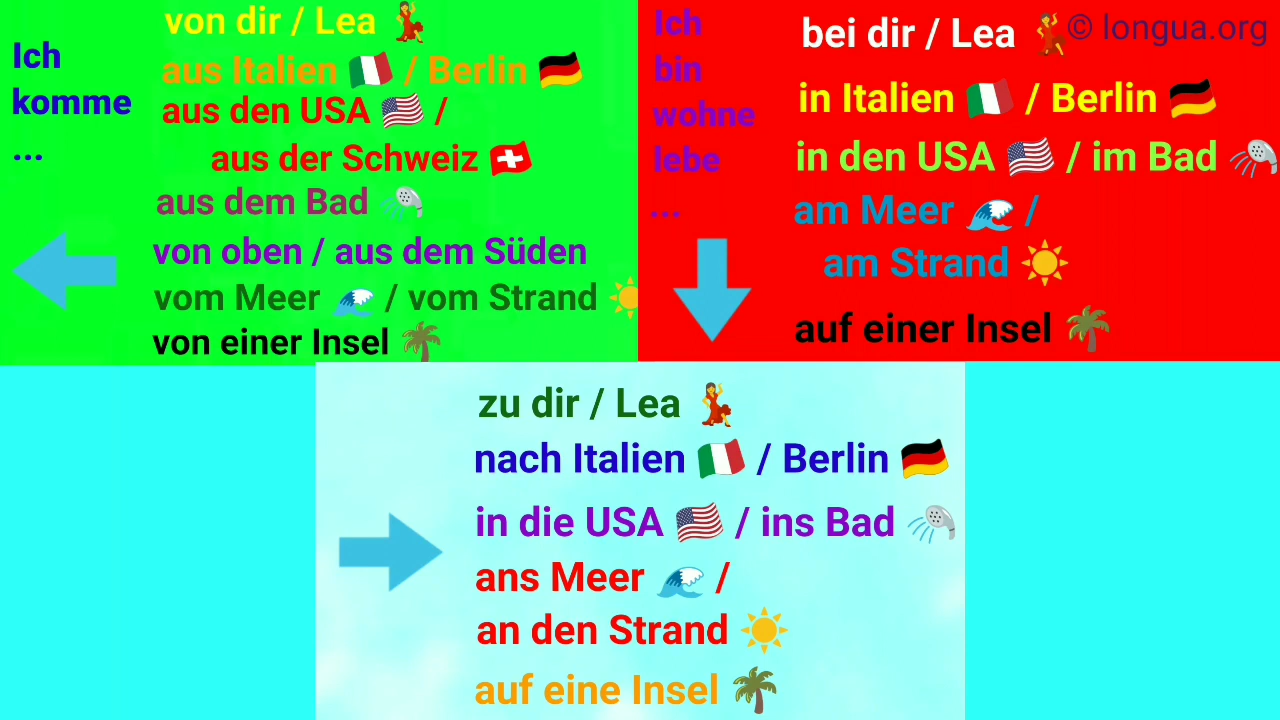 Ich
komme
...
von dir / Lea
aus Italien / Berlin
aus den USA /
aus der Schweiz
aus dem Bad
von oben / aus dem Süden
vom Meer / vom Strand
von einer Insel
Ich
bin
wohne
lebe
...
© longua.org
bei dir / Lea
in Italien / Berlin
in den USA / im Bad
am Meer /
am Strand
auf einer Insel
zu dir / Lea
nach Italien / Berlin
in die USA / ins Bad
ans Meer /
an den Strand
auf eine Insel